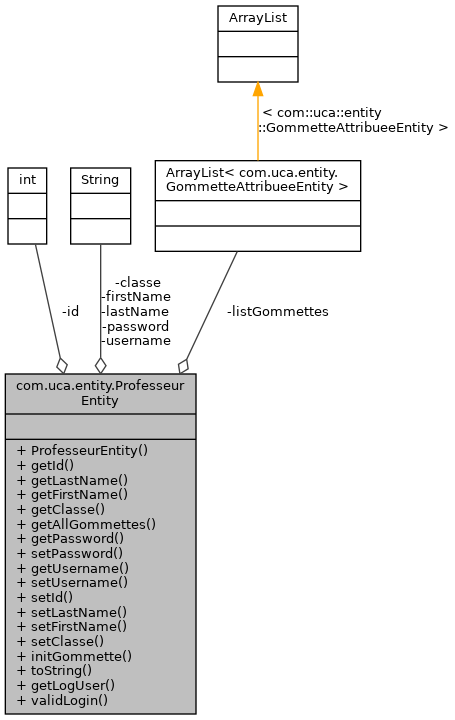 ArrayList
< com::uca::entity
::GommetteAttribueeEntity >
int
String
ArrayList< com.uca.entity.
GommetteAttribueeEntity >
-id
-classe
-firstName
-lastName
-password
-username
-listGommettes
com.uca.entity.Professeur
Entity
+ ProfesseurEntity()
+ getId()
+ getLastName()
+ getFirstName()
+ getClasse()
+ getAllGommettes()
+ getPassword()
+ setPassword()
+ getUsername()
+ setUsername()
+ setId()
+ setLastName()
+ setFirstName()
+ setClasse()
+ initGommette()
+ toString()
+ getLogUser()
+ validLogin()